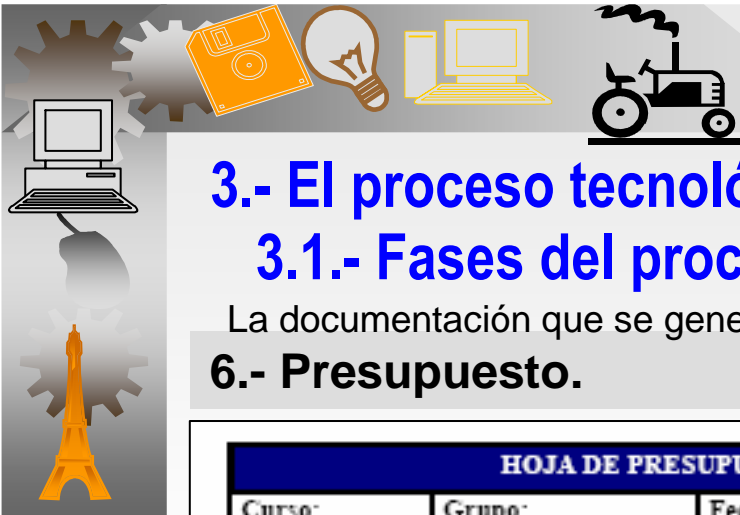 3.- El proceso tecnoló
3.1.- Fases del proc
La documentación que se gene
6.- Presupuesto.
HOJA DE PRESUPU
Curso: Grupo: Fec